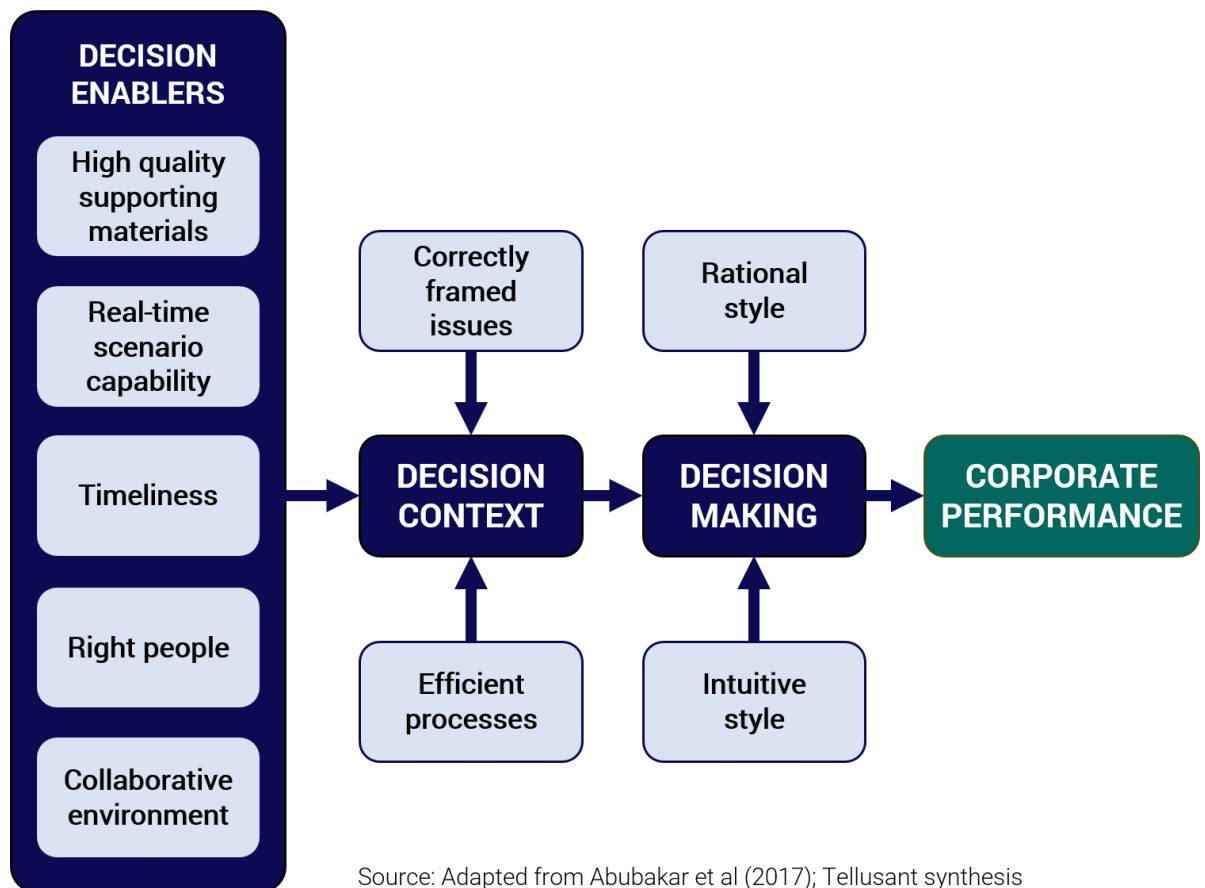 DECISION
ENABLERS
High quality
supporting
materials
Real-time
scenario
capability
Timeliness
Right people
Collaborative
environment
Correctly
framed
issues
DECISION
CONTEXT
Efficient
processes
Rational
style
DECISION
MAKING
Intuitive
style
CORPORATE
PERFORMANCE
Source: Adapted from Abubakar et al (2017); Tellusant synthesis